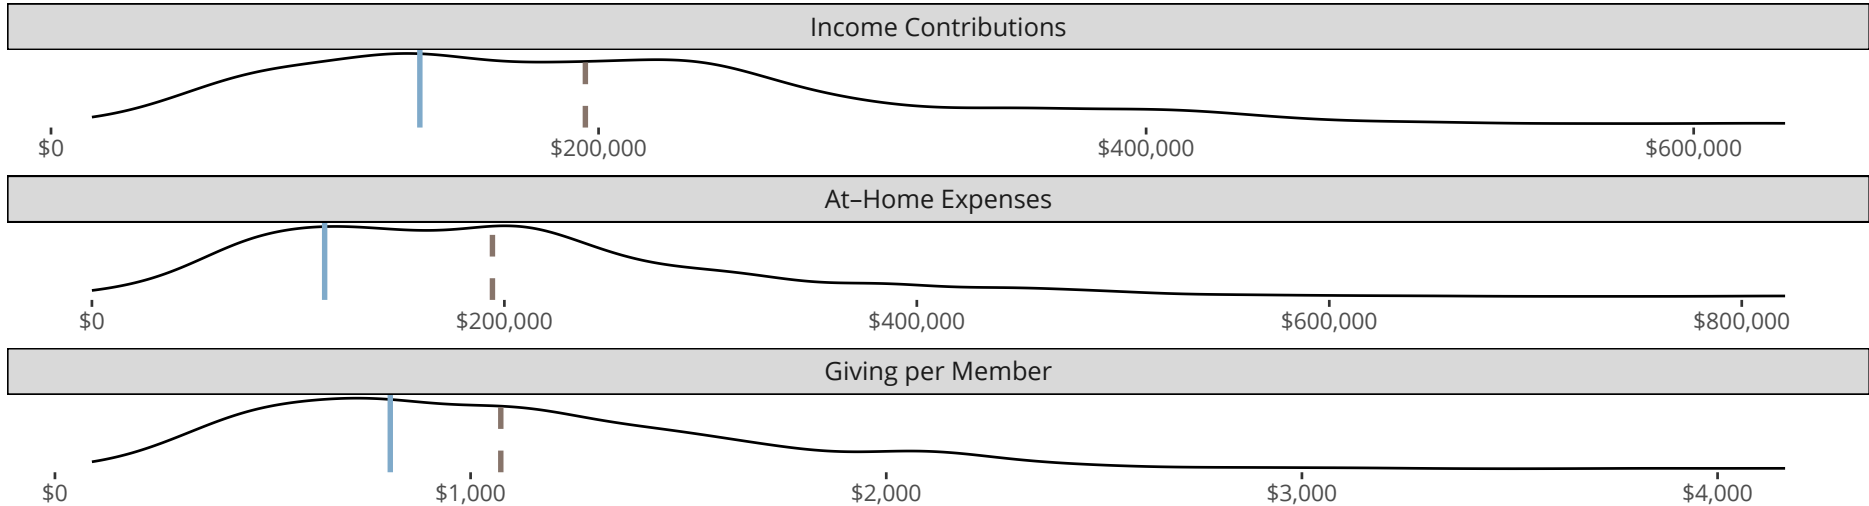 Income Contributions
$0 $200,000 $400,000 $600,000
At–Home Expenses
$0 $200,000 $400,000 $600,000 $800,000
Giving per Member
$0 $1,000 $2,000 $3,000 $4,000